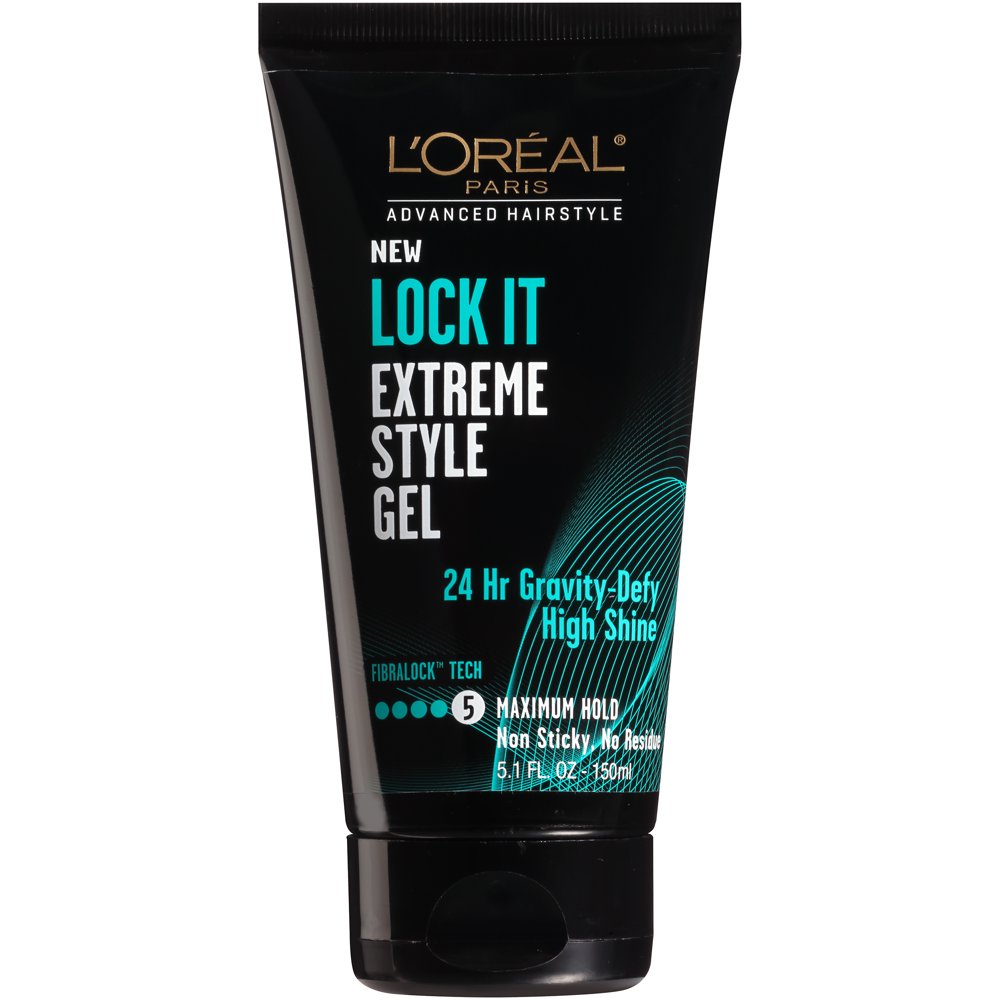 L'ORÉAL®
PARIS
ADVANCED HAIRSTYLE
NEW
LOCK IT
EXTREME
STYLE
GEL
24 Hr Gravity-Defy
High Shine
FIBRALOCK™ TECH
5 MAXIMUM HOLD
Non Sticky, No Residue
5.1 FL. OZ - 150ml